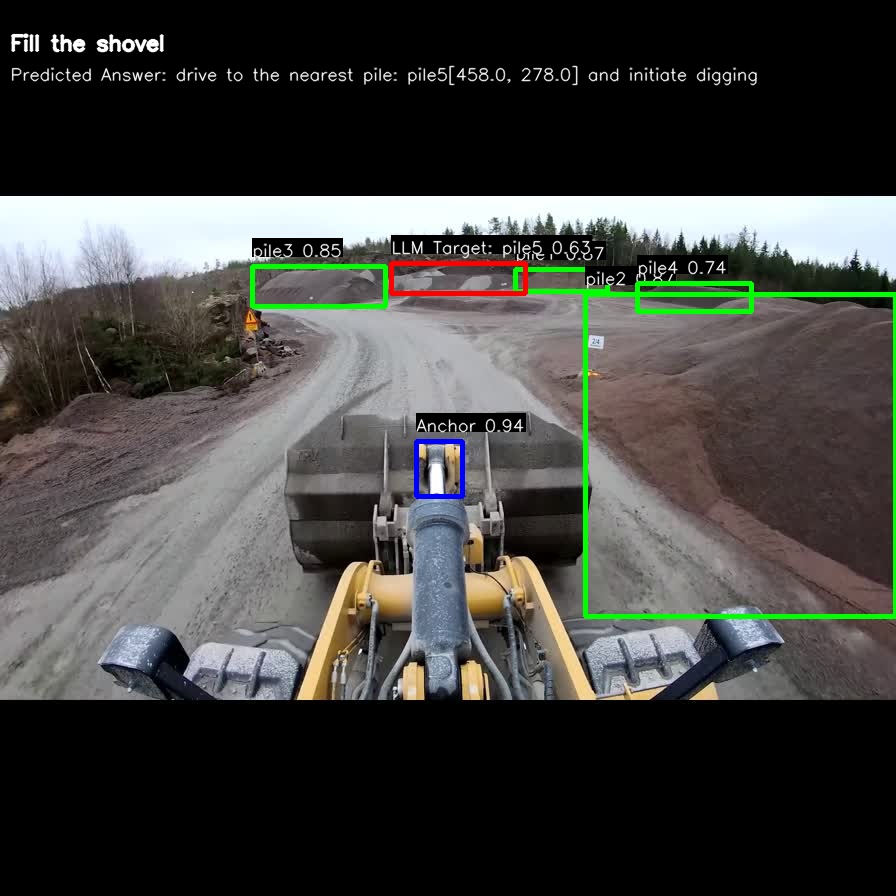 Fill the shovel
Predicted Answer: drive to the nearest pile: pile5[458.0, 278.0] and initiate digging
pile3 0.85
LLM Target: pile5 0.63
pile2
pile4 0.74
Anchor 0.94